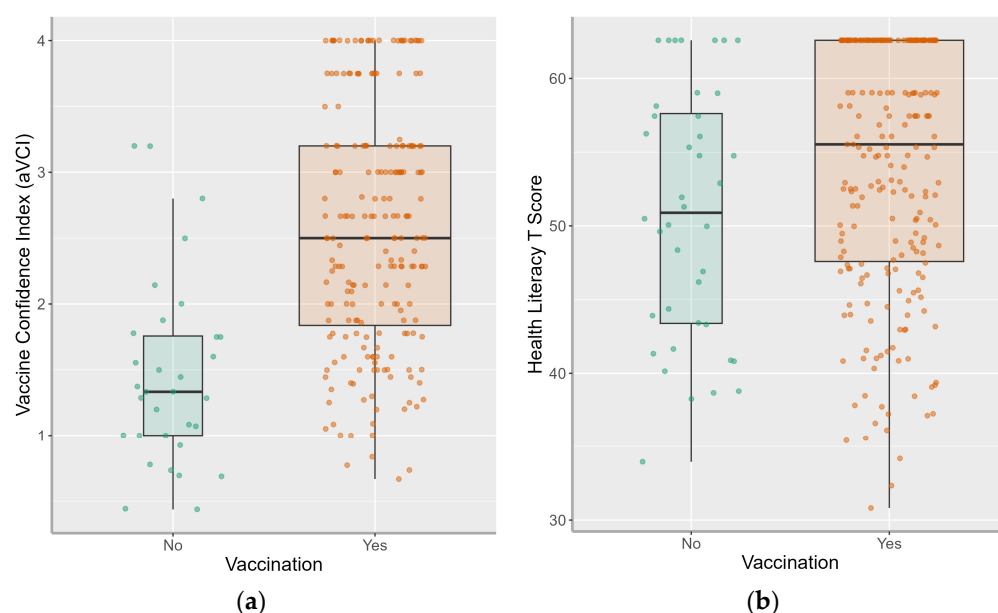 Vaccine Confidence Index (aVCI)
4
3
2
1
No
Yes
Vaccination
(a)
Health Literacy T Score
60
50
40
30
No
Yes
Vaccination
(b)